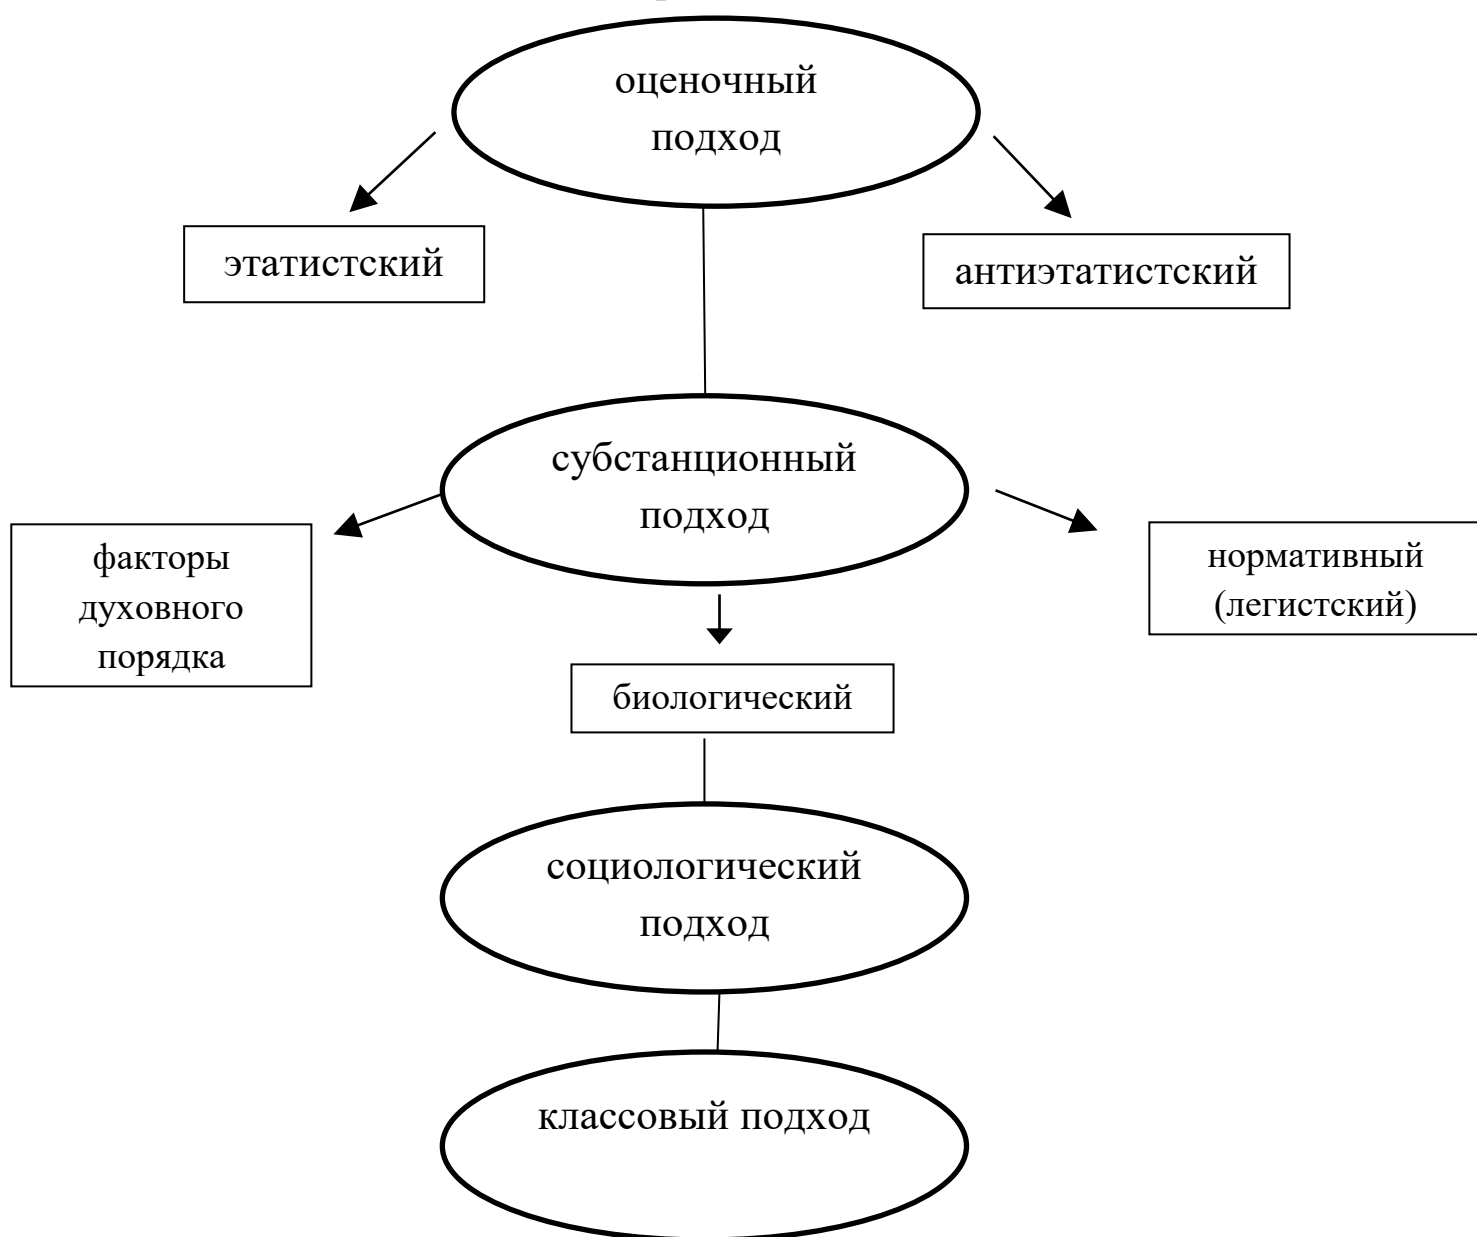 оценочный
подход
этатистский
антиэтатистский
субстанционный
подход
факторы
духовного
порядка
нормативный
(легистский)
биологический
социологический
подход
классовый подход